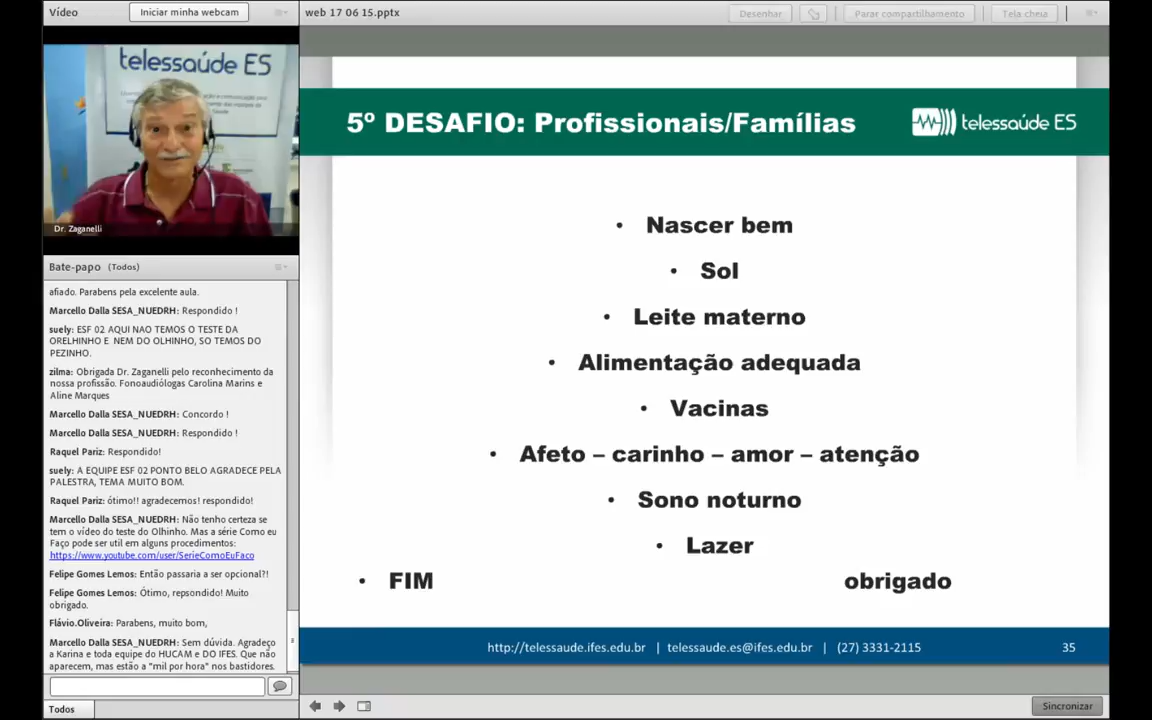 Vídeo
Iniciar minha webcam
web 17 06 15.pptx
Desenhar
Parar compartilhamento
Tela cheia
telessaúde ES
Dr. Zaganelli
5º DESAFIO: Profissionais/Famílias
telessaúde ES
• Nascer bem
• Sol
• Leite materno
• Alimentação adequada
• Vacinas
• Afeto – carinho – amor – atenção
• Sono noturno
• Lazer
• FIM obrigado
http://telessaude.ifes.edu.br | telessaude.es@ifes.edu.br | (27) 3331-2115
35
Bate-papo (Todos)
afiado. Parabens pela excelente aula.
Marcello Dalla SESA_NUEDRH: Respondido !
suely: ESF 02 AQUI NAO TEMOS O TESTE DA
ORELHINHO E NEM DO OLHINHO, SO TEMOS DO
PEZINHO.
zilma: Obrigada Dr. Zaganelli pelo reconhecimento da
nossa profissão. Fonoaudiólogas Carolina Marins e
Aline Marques
Marcello Dalla SESA_NUEDRH: Concordo !
Marcello Dalla SESA_NUEDRH: Respondido !
Raquel Pariz: Respondido!
suely: A EQUIPE ESF 02 PONTO BELO AGRADECE PELA
PALESTRA, TEMA MUITO BOM.
Raquel Pariz: ótimo!! agradecemos! respondido!
Marcello Dalla SESA_NUEDRH: Não tenho certeza se
tem o vídeo do teste do Olhinho. Mas a série Como eu
Faço pode ser util em alguns procedimentos:
https://www.youtube.com/user/SerieComoEuFaco
Felipe Gomes Lemos: Então passaria a ser opcional?!
Felipe Gomes Lemos: Ótimo, repsondido! Muito
obrigado.
Flávio.Oliveira: Parabens, muito bom,
Marcello Dalla SESA_NUEDRH: Sem dúvida. Agradeço
a Karina e toda equipe do HUCAM e DO IFES. Que não
aparecem, mas estão a "mil por hora" nos bastidores.
Todos
Sincronizar